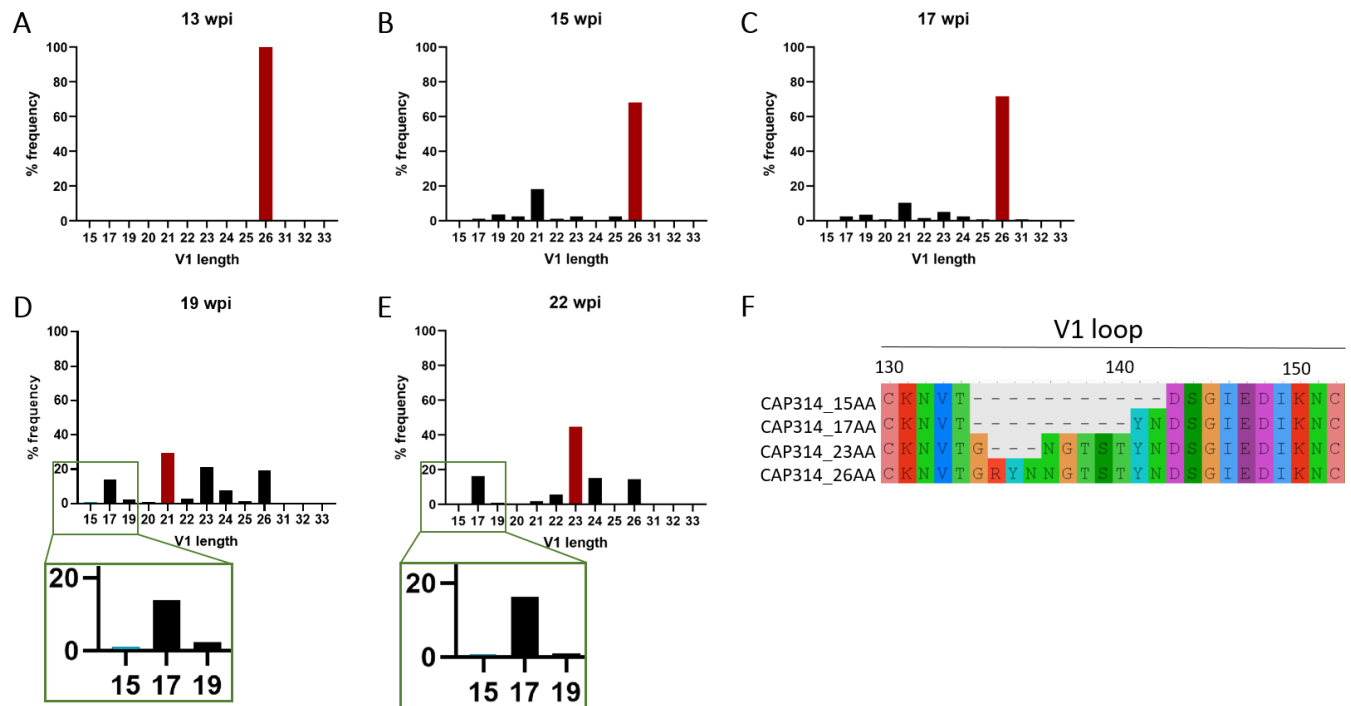 A
13 wpi
% frequency
100
80
60
40
20
0
15 17 19 20 21 22 23 24 25 26 31 32 33
V1 length
B
15 wpi
% frequency
100
80
60
40
20
0
15 17 19 20 21 22 23 24 25 26 31 32 33
V1 length
C
17 wpi
% frequency
100
80
60
40
20
0
15 17 19 20 21 22 23 24 25 26 31 32 33
V1 length
D
19 wpi
% frequency
100
80
60
40
20
0
15 17 19 20 21 22 23 24 25 26 31 32 33
V1 length
20
0
15 17 19
E
22 wpi
% frequency
100
80
60
40
20
0
15 17 19 20 21 22 23 24 25 26 31 32 33
V1 length
20
0
15 17 19
F
V1 loop
130 140 150
CAP314_15AA CKNVT-----------DSGIEDIKNC
CAP314_17AA CKNVT---------YNDSGIEDIKNC
CAP314_23AA CKNVTG---NGTSTYNDSGIEDIKNC
CAP314_26AA CKNVTGRYNNGTSTYNDSGIEDIKNC